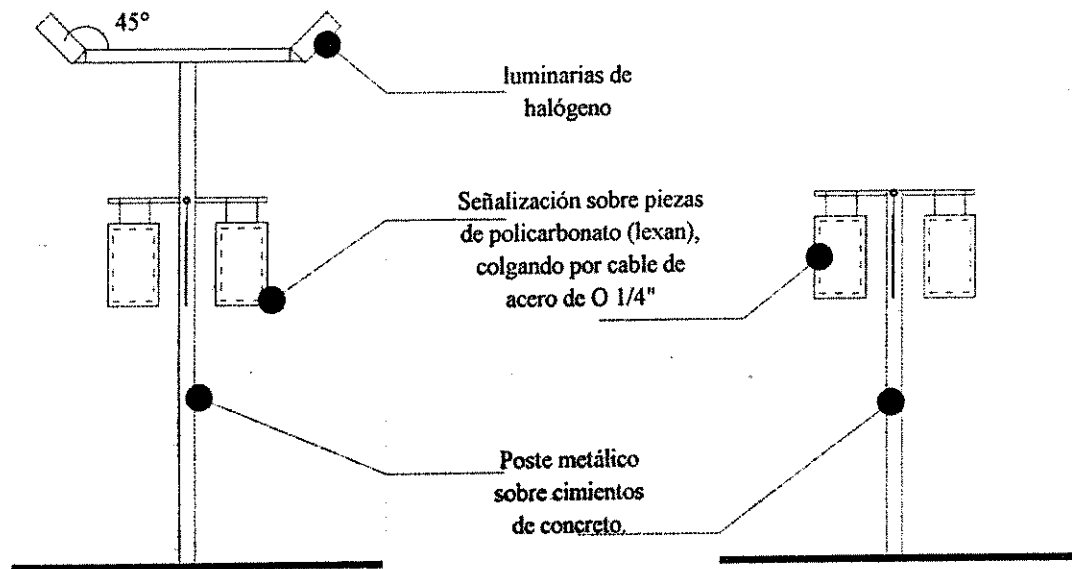 45°
luminarias de
halógeno
Señalización sobre piezas
de policarbonato (lexan),
colgando por cable de
acero de O 1/4"
Poste metálico
sobre cimientos
de concreto.